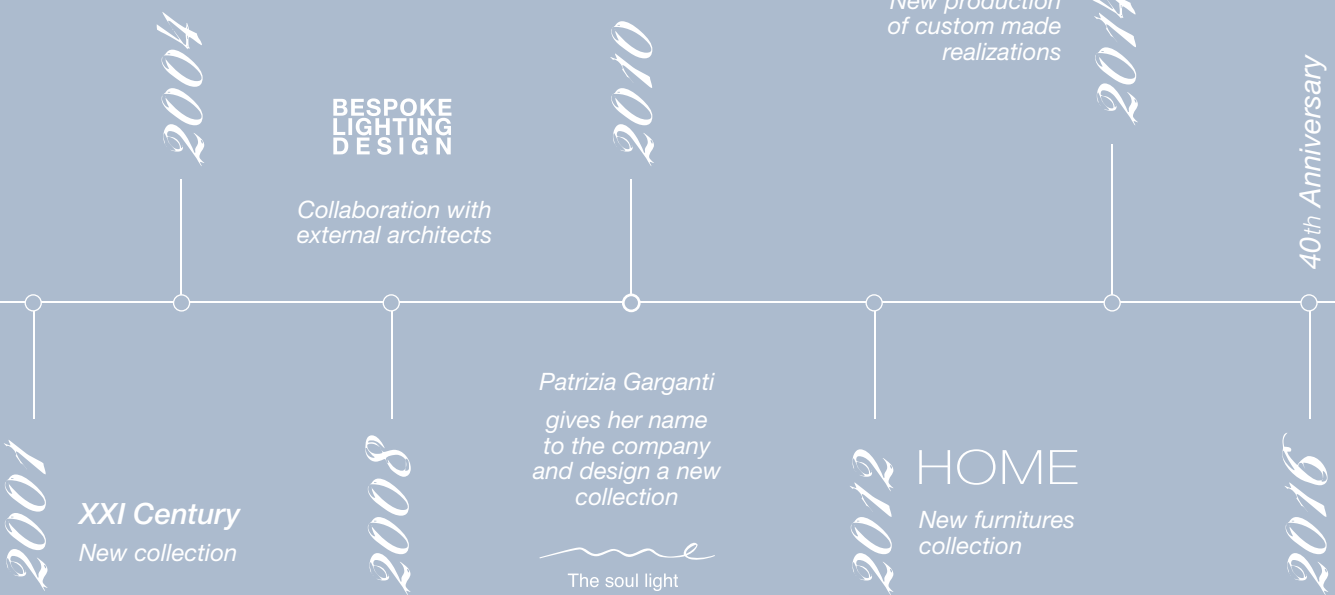 New production
of custom made
realizations
2004
2010
2014
BESPOKE
LIGHTING
DESIGN
40th Anniversary
Collaboration with
external architects
Patrizia Garganti
gives her name
to the company
and design a new
collection
2001
XXI Century
New collection
2008
2012
HOME
New furnitures
collection
2016
The soul light